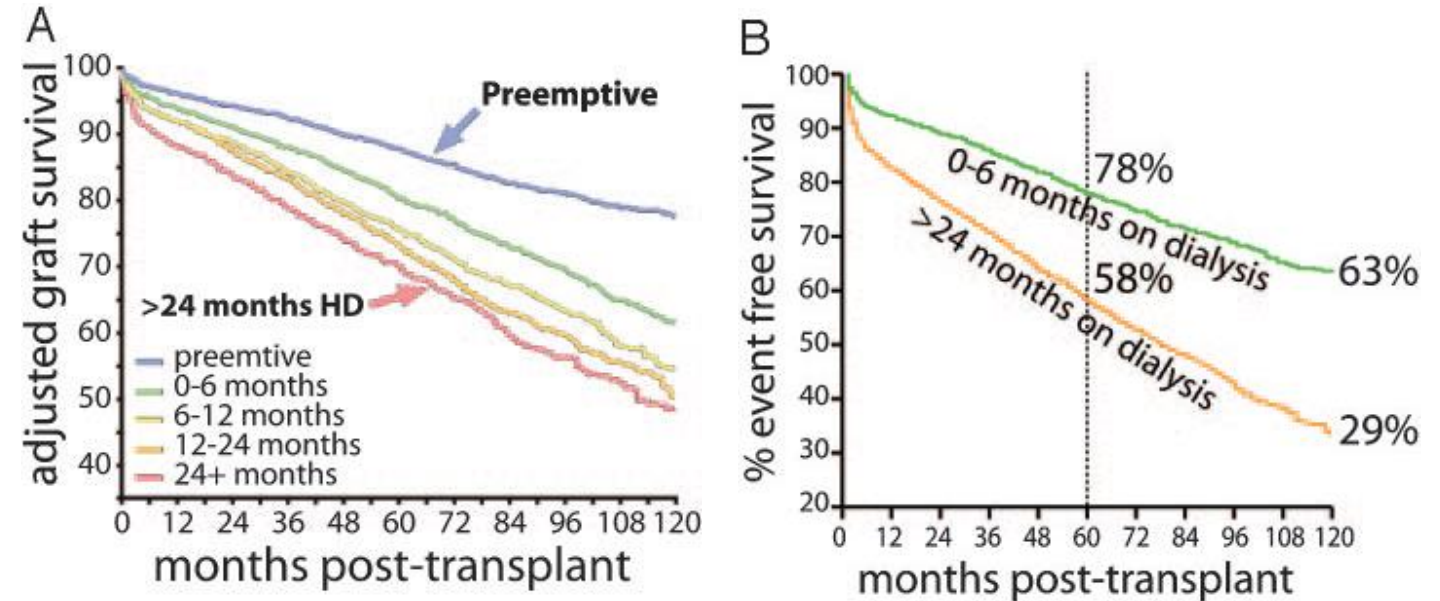 A
adjusted graft survival
100
90
80
70
60
50
40
Preemptive
>24 months HD
preemtive
0-6 months
6-12 months
12-24 months
24+ months
0 12 24 36 48 60 72 84 96 108 120
months post-transplant
B
% event free survival
100
90
80
70
60
50
40
30
20
78%
0-6 months on dialysis
63%
58%
>24 months on dialysis
29%
0 12 24 36 48 60 72 84 96 108 120
months post-transplant